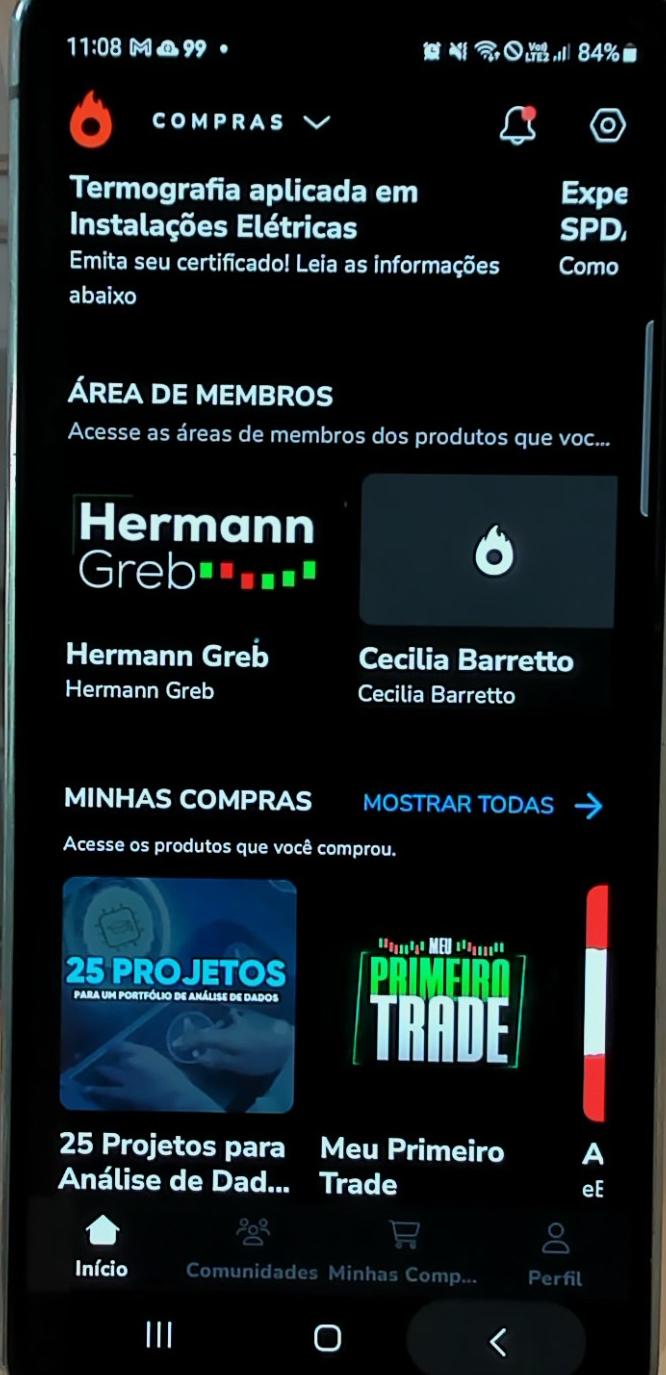 11:08 99
VoI) LTE2 84%
COMPRAS
Termografia aplicada em
Instalações Elétricas
Emita seu certificado! Leia as informações
abaixo
Expe
SPDA
Como
ÁREA DE MEMBROS
Acesse as áreas de membros dos produtos que voc...
Hermann
Greb
Hermann Greb
Hermann Greb
Cecilia Barretto
Cecilia Barretto
MINHAS COMPRAS
MOSTRAR TODAS
Acesse os produtos que você comprou.
25 PROJETOS
PARA UM PORTFÓLIO DE ANÁLISE DE DADOS
MEU
PRIMEIRO
TRADE
25 Projetos para
Análise de Dad...
Meu Primeiro
Trade
A
eE
Início
Comunidades
Minhas Comp...
Perfil